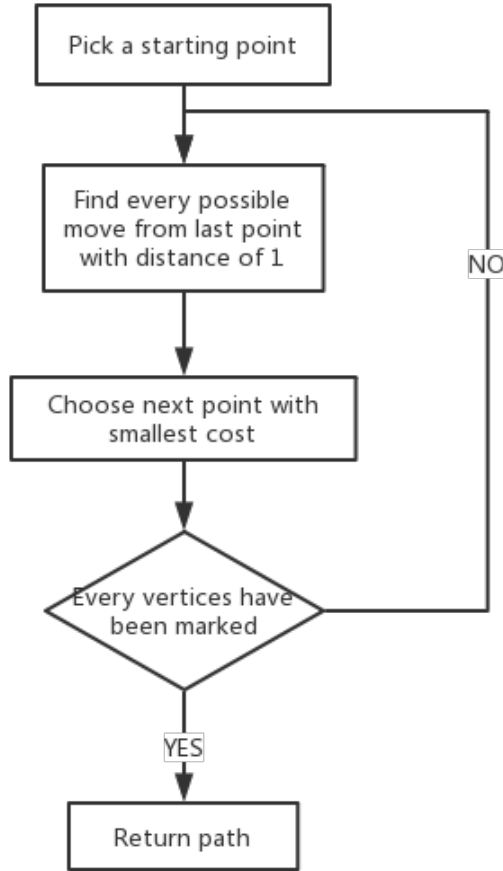 Pick a starting point
Find every possible
move from last point
with distance of 1
NO
Choose next point with
smallest cost
Every vertices have
been marked
YES
Return path